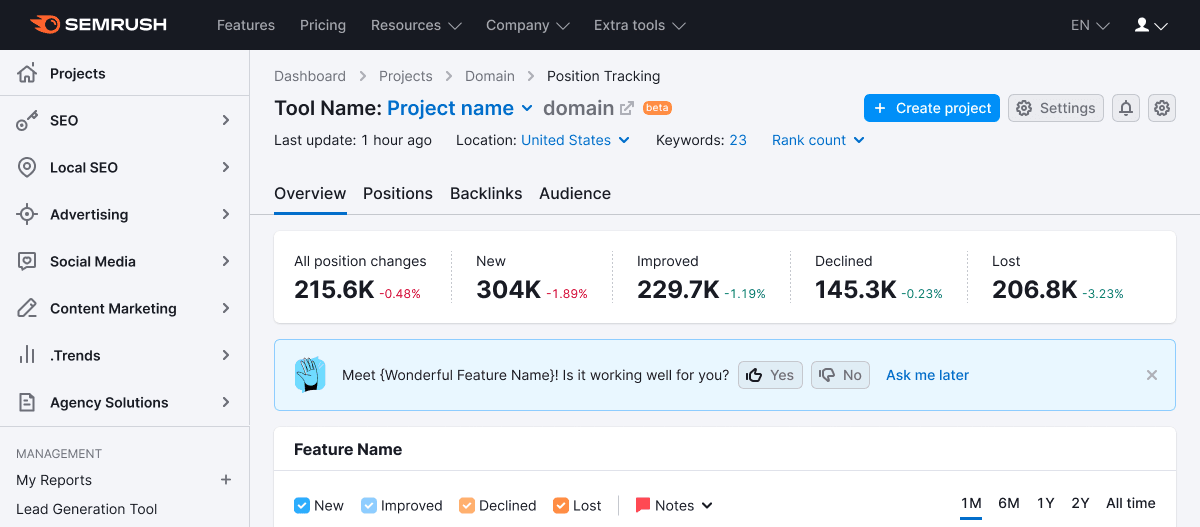 SEMRUSH Features Pricing Resources Company Extra tools EN
Projects
SEO
Local SEO
Advertising
Social Media
Content Marketing
.Trends
Agency Solutions
MANAGEMENT
My Reports
Lead Generation Tool
Dashboard Projects Domain Position Tracking
Tool Name: Project name domain beta
+ Create project Settings
Last update: 1 hour ago Location: United States Keywords: 23 Rank count
Overview Positions Backlinks Audience
All position changes New Improved Declined Lost
215.6K -0.48% 304K -1.89% 229.7K -1.19% 145.3K -0.23% 206.8K -3.23%
Meet {Wonderful Feature Name}! Is it working well for you? Yes No Ask me later
Feature Name
New Improved Declined Lost Notes 1M 6M 1Y 2Y All time